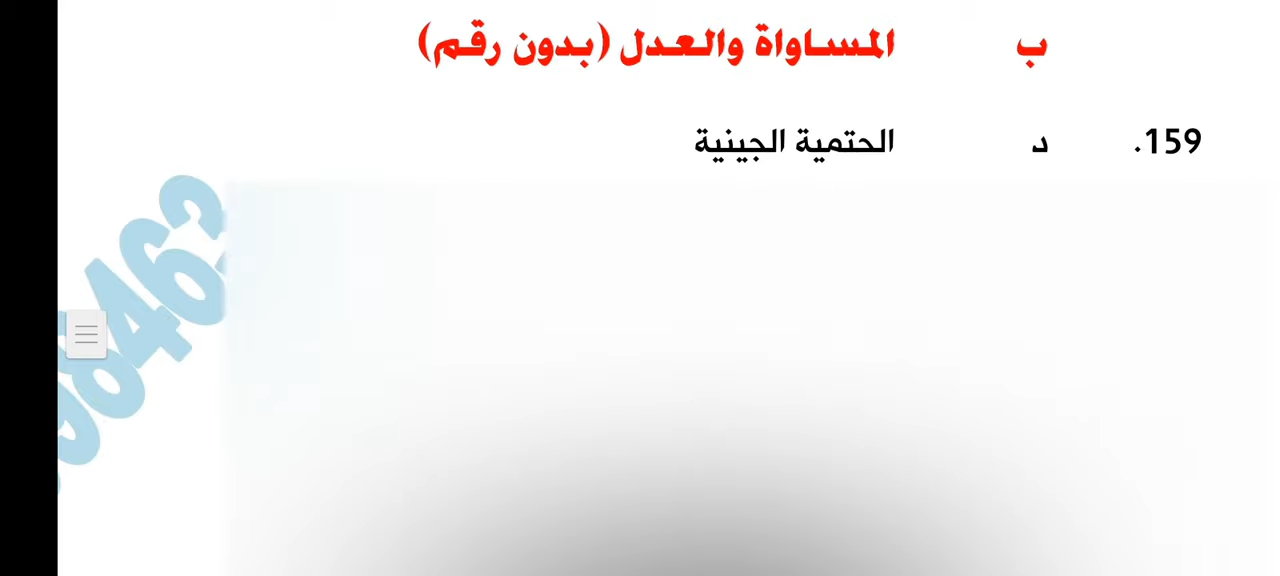 ب المساواة والعدل (بدون رقم)
159. د الحتمية الجينية